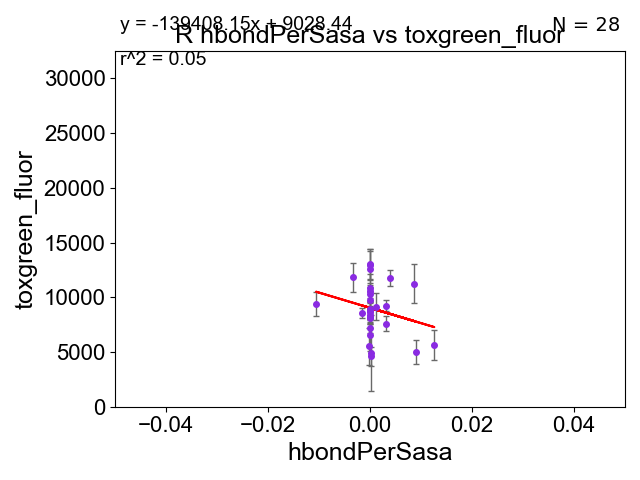 y = -139408.15x + 9028.44
N = 28
R hbondPerSasa vs toxgreen_fluor
r^2 = 0.05
30000
25000
20000
15000
10000
5000
0
toxgreen_fluor
−0.04 −0.02 0.00 0.02 0.04
hbondPerSasa